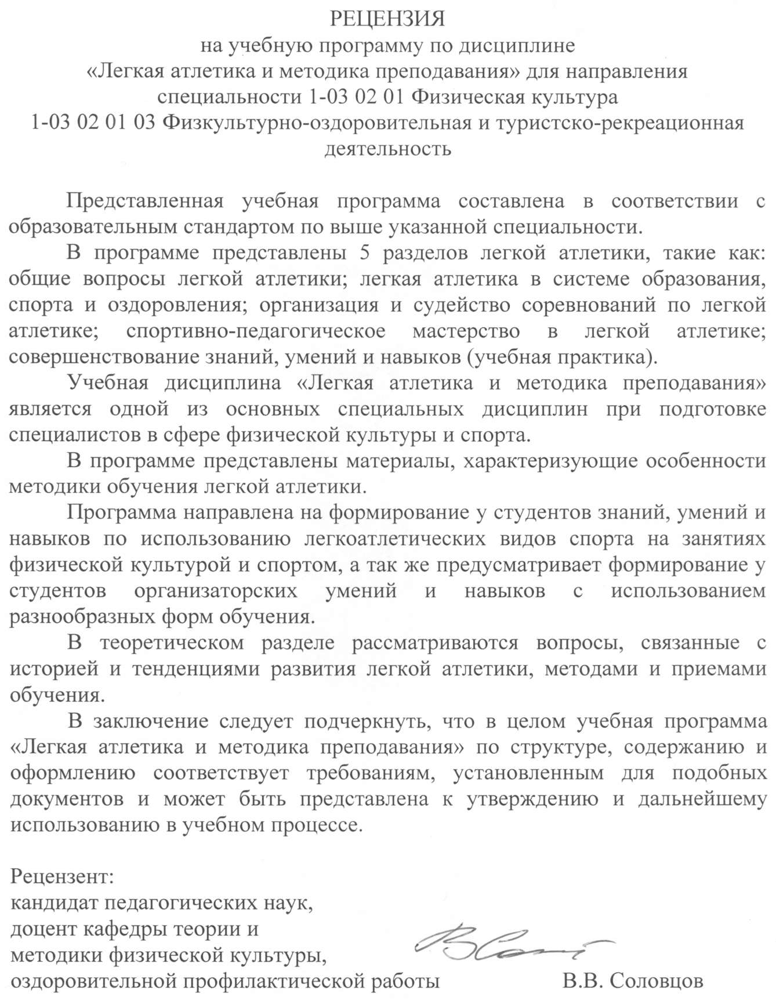 РЕЦЕНЗИЯ
на учебную программу по дисциплине
«Легкая атлетика и методика преподавания» для направления
специальности 1-03 02 01 Физическая культура
1-03 02 01 03 Физкультурно-оздоровительная и туристско-рекреационная
деятельность
Представленная учебная программа составлена в соответствии с
образовательным стандартом по выше указанной специальности.
В программе представлены 5 разделов легкой атлетики, такие как:
общие вопросы легкой атлетики; легкая атлетика в системе образования,
спорта и оздоровления; организация и судейство соревнований по легкой
атлетике; спортивно-педагогическое мастерство в легкой атлетике;
совершенствование знаний, умений и навыков (учебная практика).
Учебная дисциплина «Легкая атлетика и методика преподавания»
является одной из основных специальных дисциплин при подготовке
специалистов в сфере физической культуры и спорта.
В программе представлены материалы, характеризующие особенности
методики обучения легкой атлетики.
Программа направлена на формирование у студентов знаний, умений и
навыков по использованию легкоатлетических видов спорта на занятиях
физической культурой и спортом, а так же предусматривает формирование у
студентов организаторских умений и навыков с использованием
разнообразных форм обучения.
В теоретическом разделе рассматриваются вопросы, связанные с
историей и тенденциями развития легкой атлетики, методами и приемами
обучения.
В заключение следует подчеркнуть, что в целом учебная программа
«Легкая атлетика и методика преподавания» по структуре, содержанию и
оформлению соответствует требованиям, установленным для подобных
документов и может быть представлена к утверждению и дальнейшему
использованию в учебном процессе.
Рецензент:
кандидат педагогических наук,
доцент кафедры теории и
методики физической культуры,
оздоровительной профилактической работы В.В. Соловцов